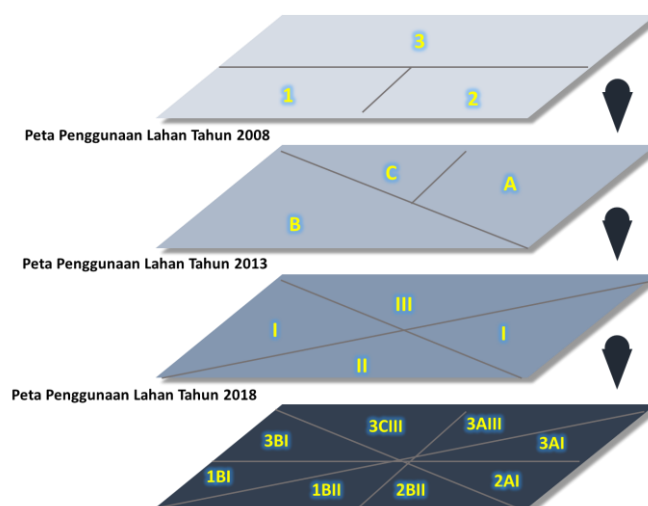 3
1 2
Peta Penggunaan Lahan Tahun 2008
C A
B
Peta Penggunaan Lahan Tahun 2013
III
I I
II
Peta Penggunaan Lahan Tahun 2018
3CIII 3AIII
3BI 3AI
1BI 2AI
1BII 2BII